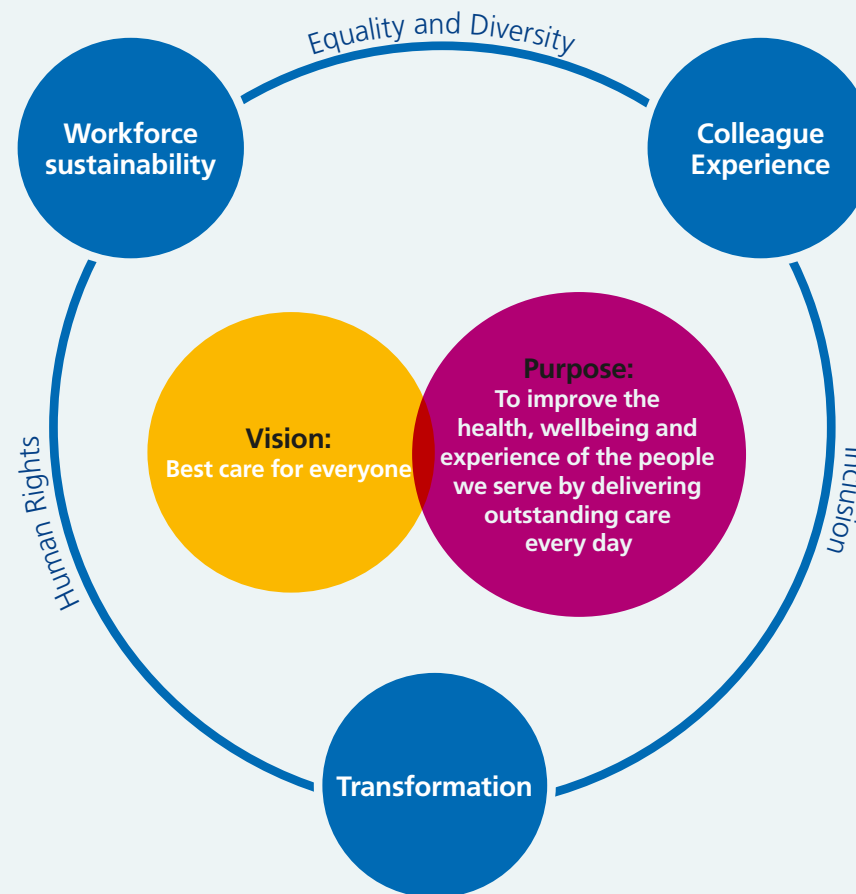 Equality and Diversity
Workforce
sustainability
Colleague
Experience
Vision:
Best care for everyone
Purpose:
To improve the
health, wellbeing and
experience of the people
we serve by delivering
outstanding care
every day
Human Rights
Inclusion
Transformation